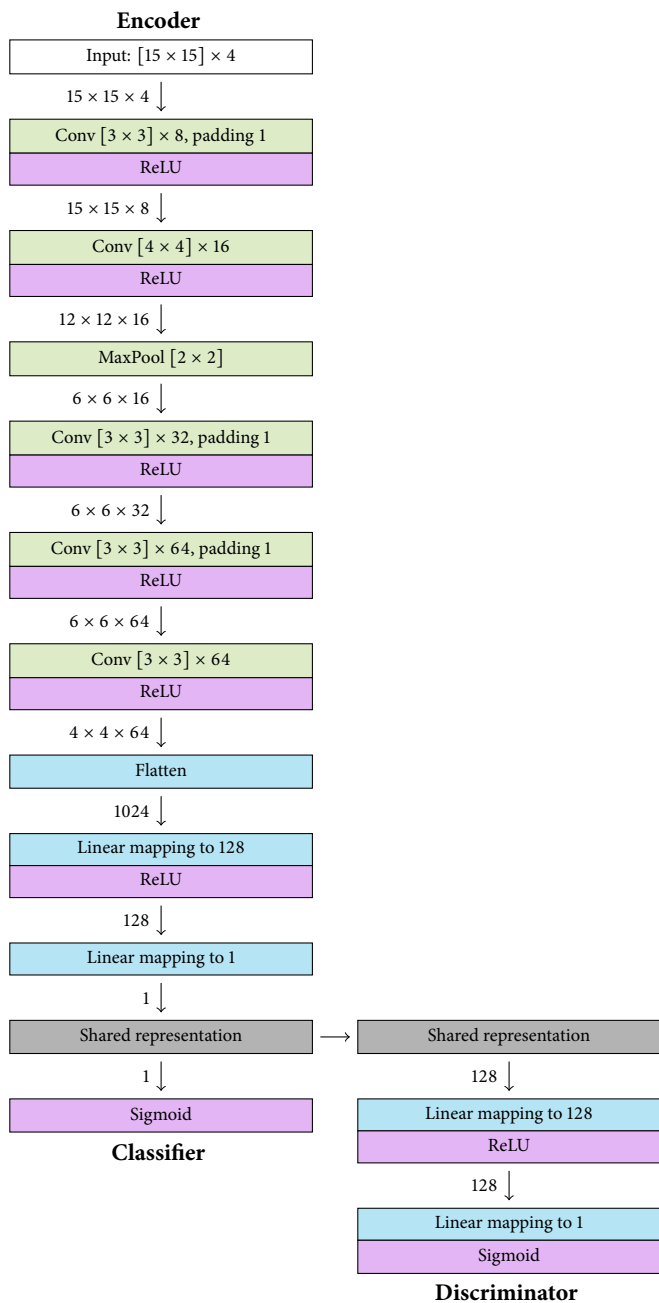 Encoder
Input: [15 × 15] × 4
15 × 15 × 4
Conv [3 × 3] × 8, padding 1
ReLU
15 × 15 × 8
Conv [4 × 4] × 16
ReLU
12 × 12 × 16
MaxPool [2 × 2]
6 × 6 × 16
Conv [3 × 3] × 32, padding 1
ReLU
6 × 6 × 32
Conv [3 × 3] × 64, padding 1
ReLU
6 × 6 × 64
Conv [3 × 3] × 64
ReLU
4 × 4 × 64
Flatten
1024
Linear mapping to 128
ReLU
128
Linear mapping to 1
1
Shared representation
1
Sigmoid
Classifier
Shared representation
128
Linear mapping to 128
ReLU
128
Linear mapping to 1
Sigmoid
Discriminator